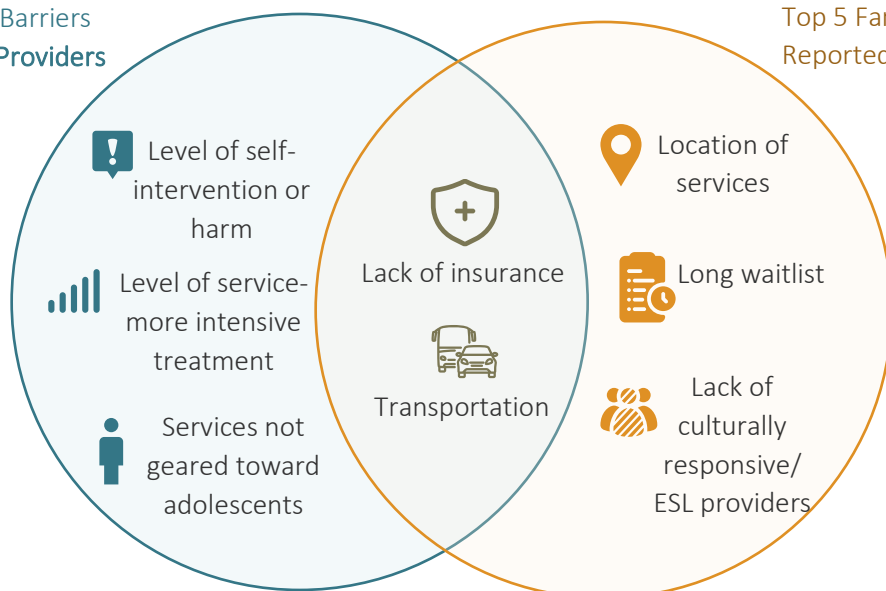 Barriers
Providers
Top 5 Far
Reported
Level of self-
intervention or
harm
Level of service-
more intensive
treatment
Services not
geared toward
adolescents
Lack of insurance
Transportation
Location of
services
Long waitlist
Lack of
culturally
responsive/
ESL providers